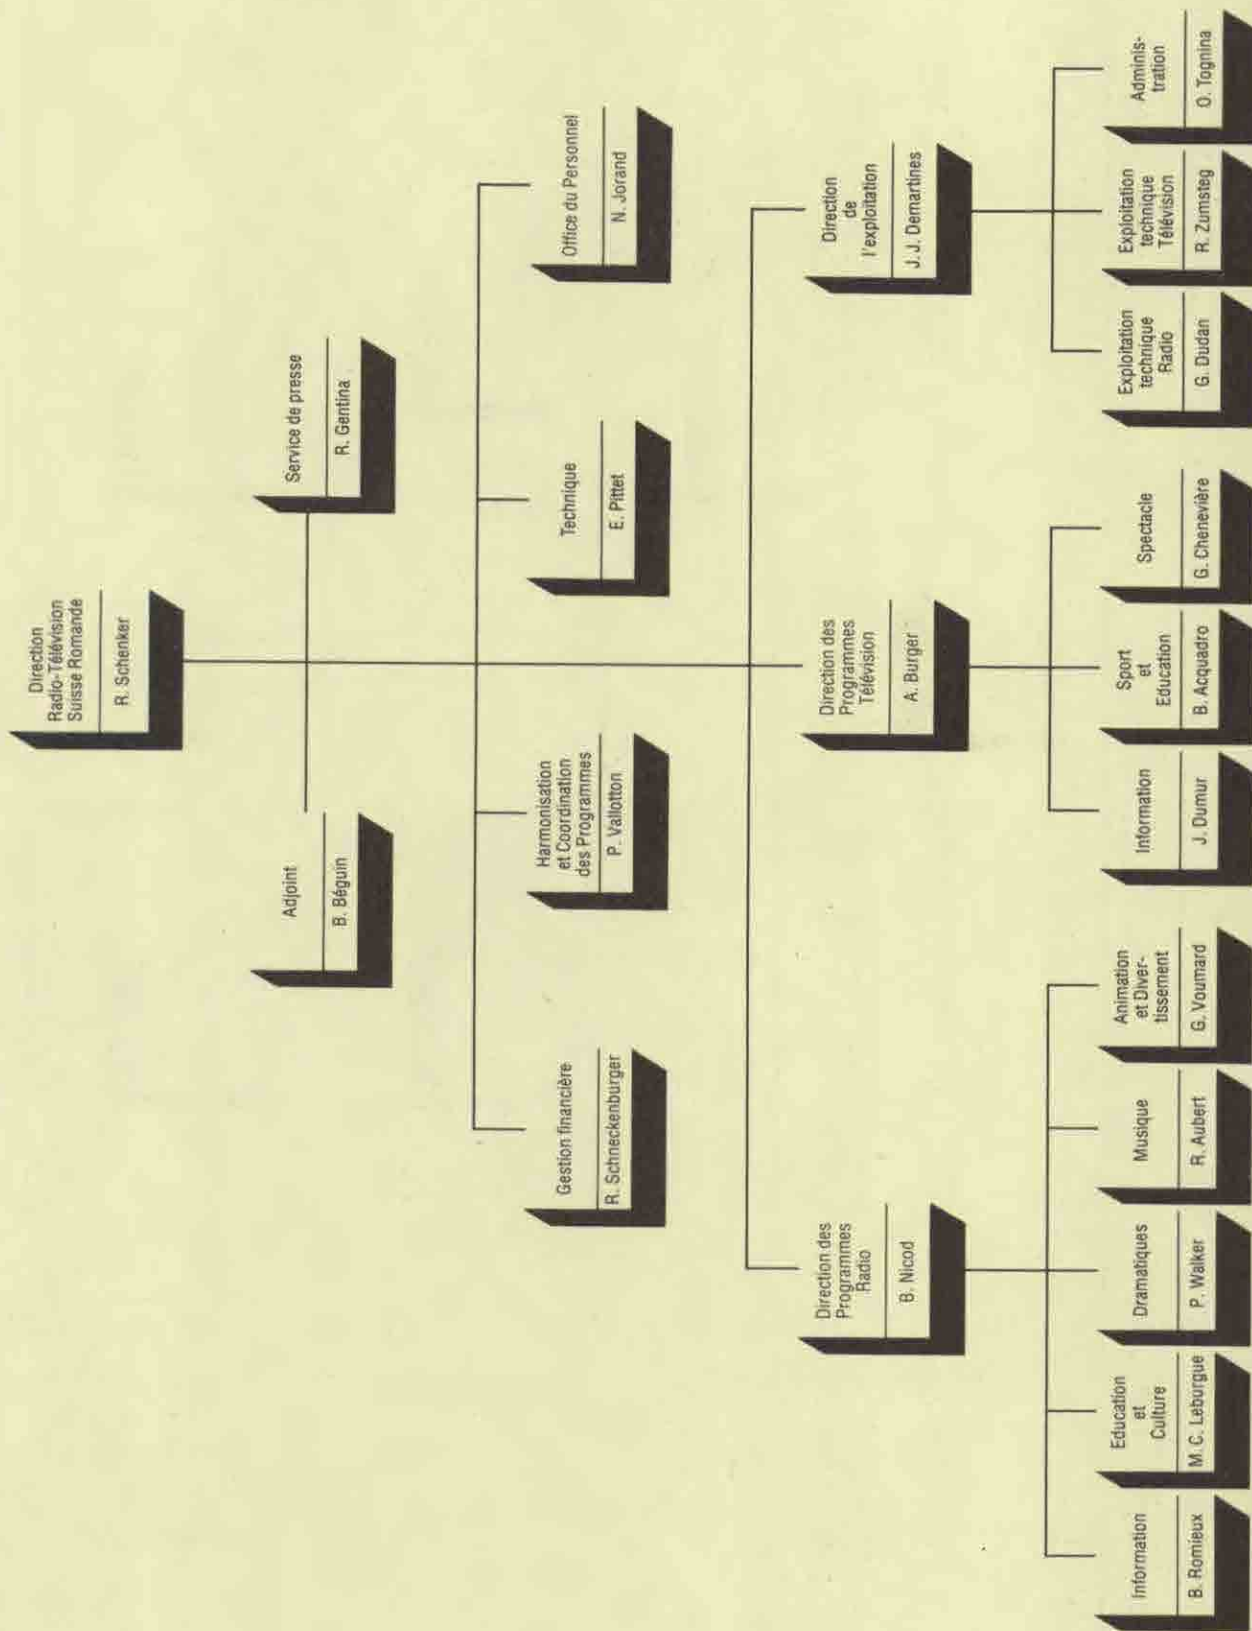 Direction
Radio-Télévision
Suisse Romande
R. Schenker
Adjoint
B. Béguin
Service de presse
R. Gentina
Gestion financière
R. Schneckenburger
Harmonisation
et Coordination
des Programmes
P. Vallotton
Technique
E. Pittet
Office du Personnel
N. Jorand
Direction des
Programmes
Radio
B. Nicod
Direction des
Programmes
Télévision
A. Burger
Direction
de
l'exploitation
J.J. Demartines
Information
B. Romieux
Education
et
Culture
M.C. Leburgue
Dramatiques
P. Walker
Musique
R. Aubert
Animation
et Diver-
tissement
G. Voumard
Information
J. Dumur
Sport
et
Education
B. Acquadro
Spectacle
G. Chenevière
Exploitation
technique
Radio
G. Dudan
Exploitation
technique
Télévision
R. Zumsteg
Adminis-
tration
O. Tognina